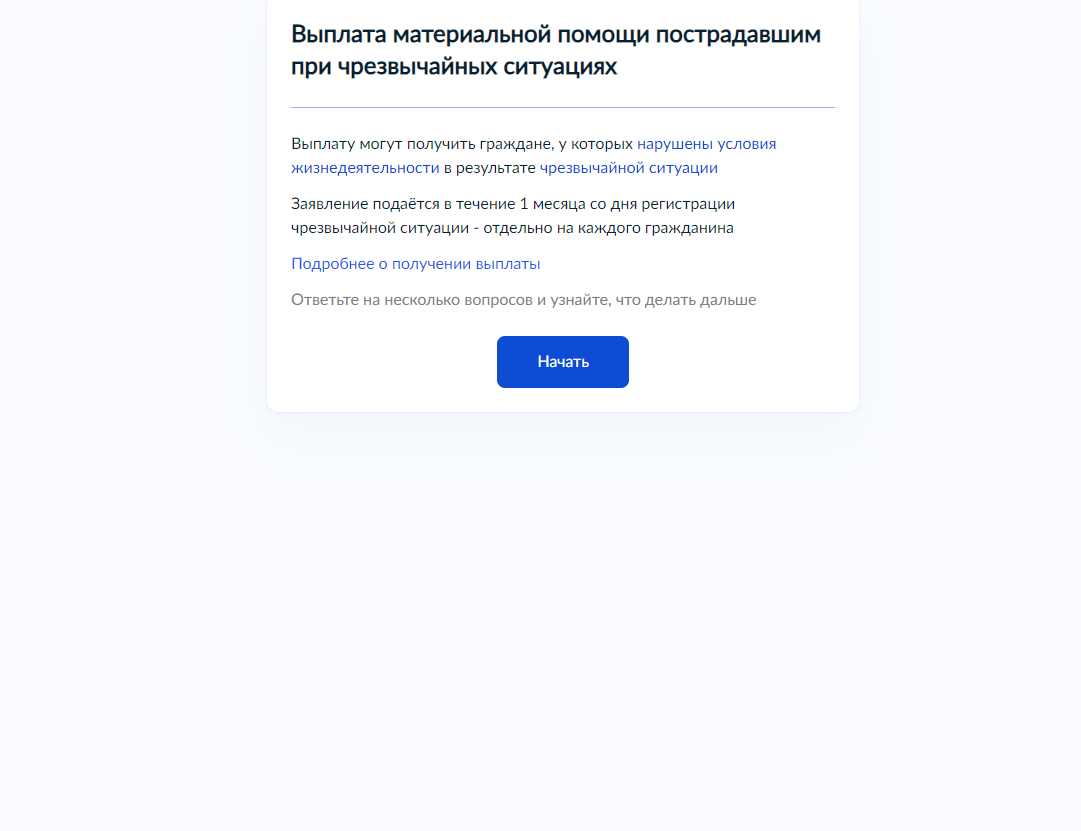 Выплата материальной помощи пострадавшим
при чрезвычайных ситуациях
Выплату могут получить граждане, у которых нарушены условия
жизнедеятельности в результате чрезвычайной ситуации
Заявление подаётся в течение 1 месяца со дня регистрации
чрезвычайной ситуации - отдельно на каждого гражданина
Подробнее о получении выплаты
Ответьте на несколько вопросов и узнайте, что делать дальше
Начать